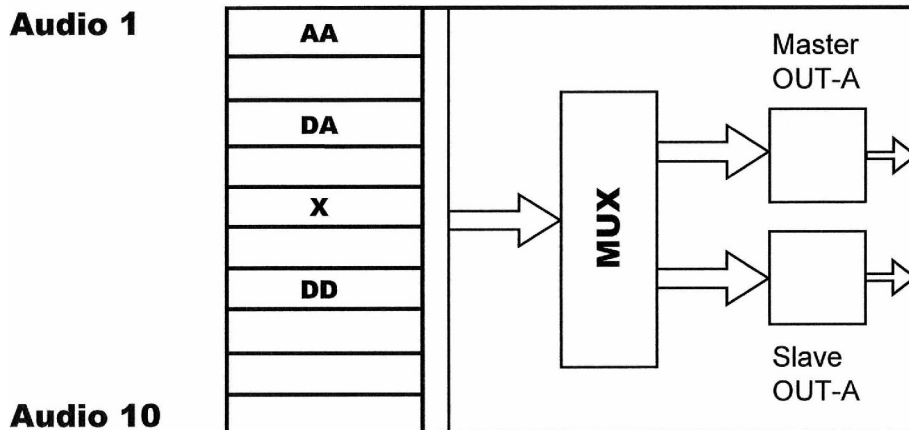 Audio 1
AA
DA
X
DD
Audio 10
MUX
Master
OUT-A
Slave
OUT-A